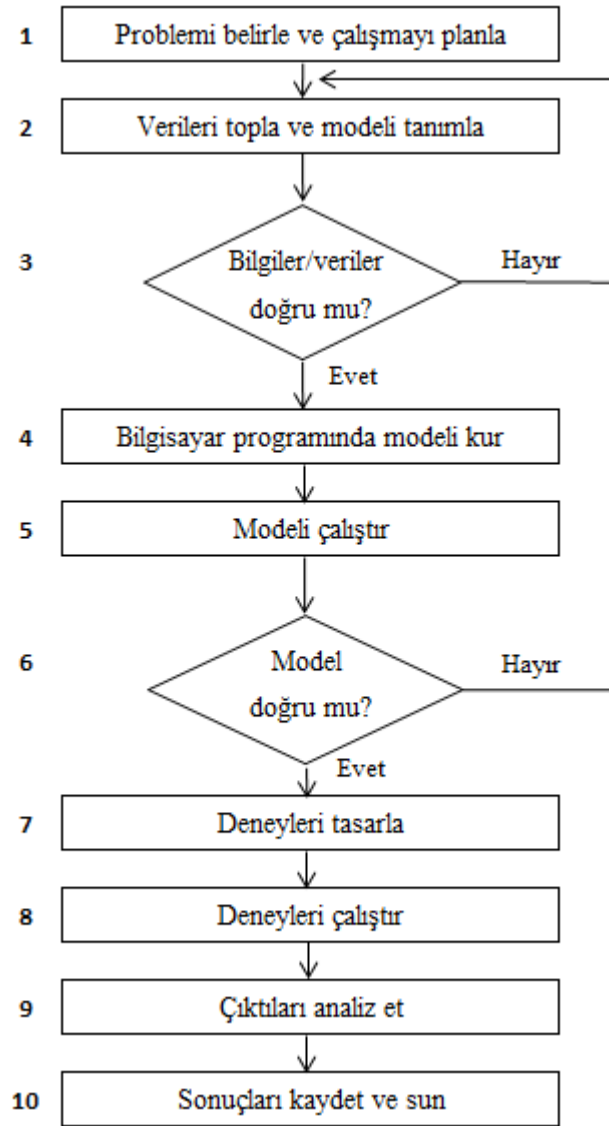 1 Problemi belirle ve çalışmayı planla
2 Verileri topla ve modeli tanımla
3 Bilgiler/veriler Hayır
doğru mu?
Evet
4 Bilgisayar programında modeli kur
5 Modeli çalıştır
6 Model Hayır
doğru mu?
Evet
7 Deneyleri tasarla
8 Deneyleri çalıştır
9 Çıktıları analiz et
10 Sonuçları kaydet ve sun